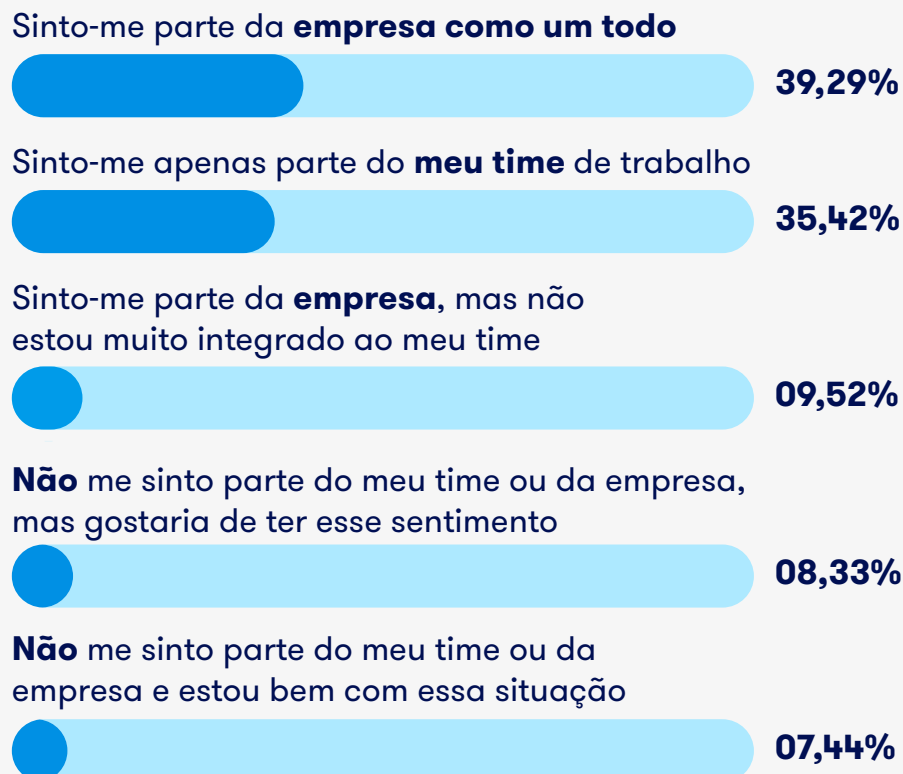 Sinto-me parte da empresa como um todo
39,29%
Sinto-me apenas parte do meu time de trabalho
35,42%
Sinto-me parte da empresa, mas não
estou muito integrado ao meu time
09,52%
Não me sinto parte do meu time ou da empresa,
mas gostaria de ter esse sentimento
08,33%
Não me sinto parte do meu time ou da
empresa e estou bem com essa situação
07,44%